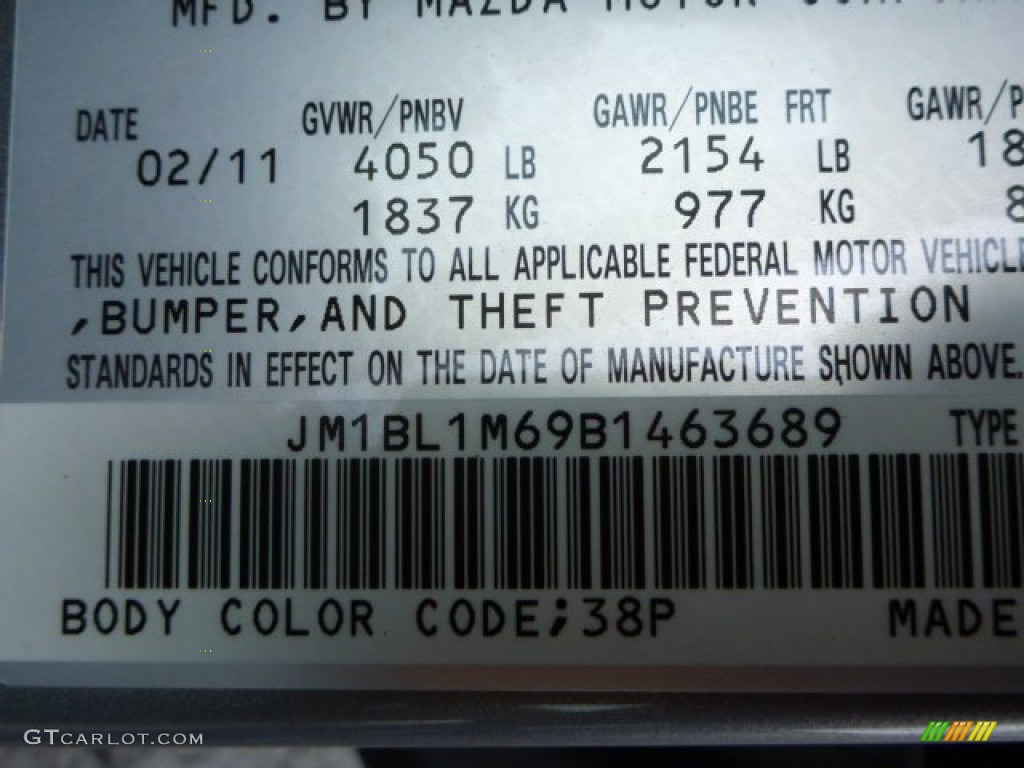 MFD. BY MAZDA MOTOR
DATE GVWR/PNBV GAWR/PNBE FRT GAWR/P
02/11 4050 LB 2154 LB 18
1837 KG 977 KG 8
THIS VEHICLE CONFORMS TO ALL APPLICABLE FEDERAL MOTOR VEHICLE
,BUMPER,AND THEFT PREVENTION
STANDARDS IN EFFECT ON THE DATE OF MANUFACTURE SHOWN ABOVE.
JM1BL1M69B1463689 TYPE
BODY COLOR CODE;38P MADE
GTCARLOT.COM